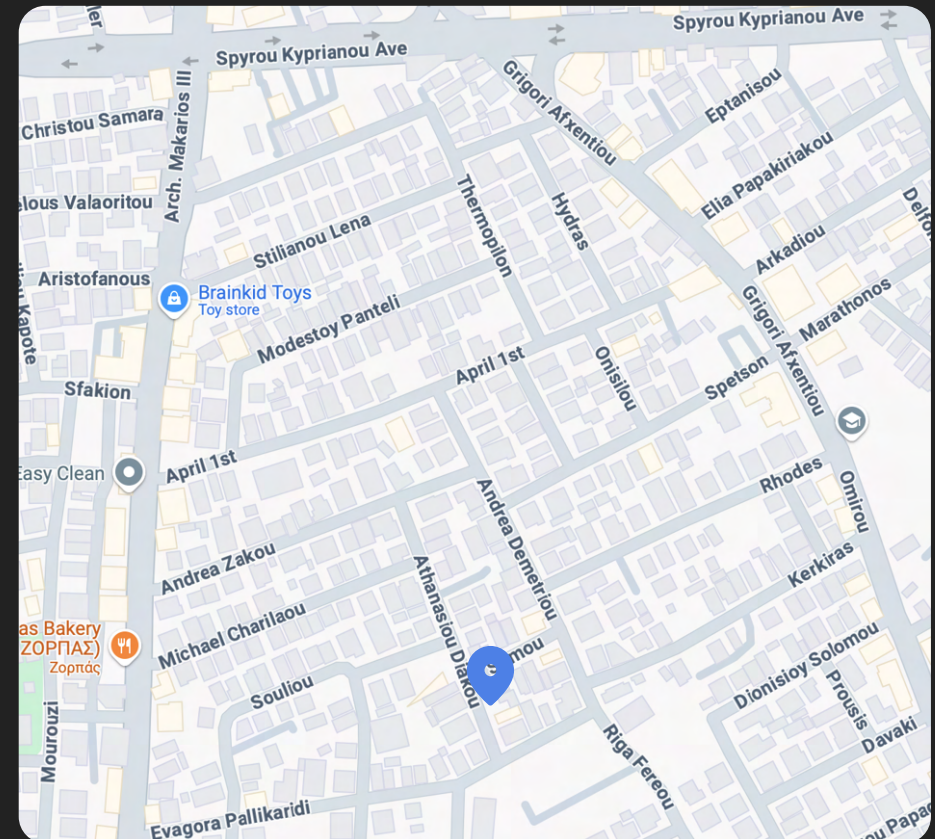 ler
Spyrou Kyprianou Ave
Spyrou Kyprianou Ave
Christou Samara
Arch. Makarios III
Grigori Afxentiou
Eptanisou
elous Valaoritou
Elia Papakiriakou
Thermopilon
Hydras
Stilianou Lena
Arkadiou
Aristofanous
Brainkid Toys
Toy store
Kapote
Modestoy Panteli
Grigori Afxentiou
Marathonos
April 1st
Onisilou
Spetson
Sfakion
Easy Clean
April 1st
Rhodes
Omirou
Andrea Demetriou
Andrea Zakou
Athanasiou Diakou
Kerkiras
Michael Charilaou
as Bakery
ΖΟΡΠΑΣ)
Ζορπάς
mou
Dionisioy Solomou
Souliou
Prousis
Mourouzi
Davaki
Riga Fereou
Evagora Pallikaridi